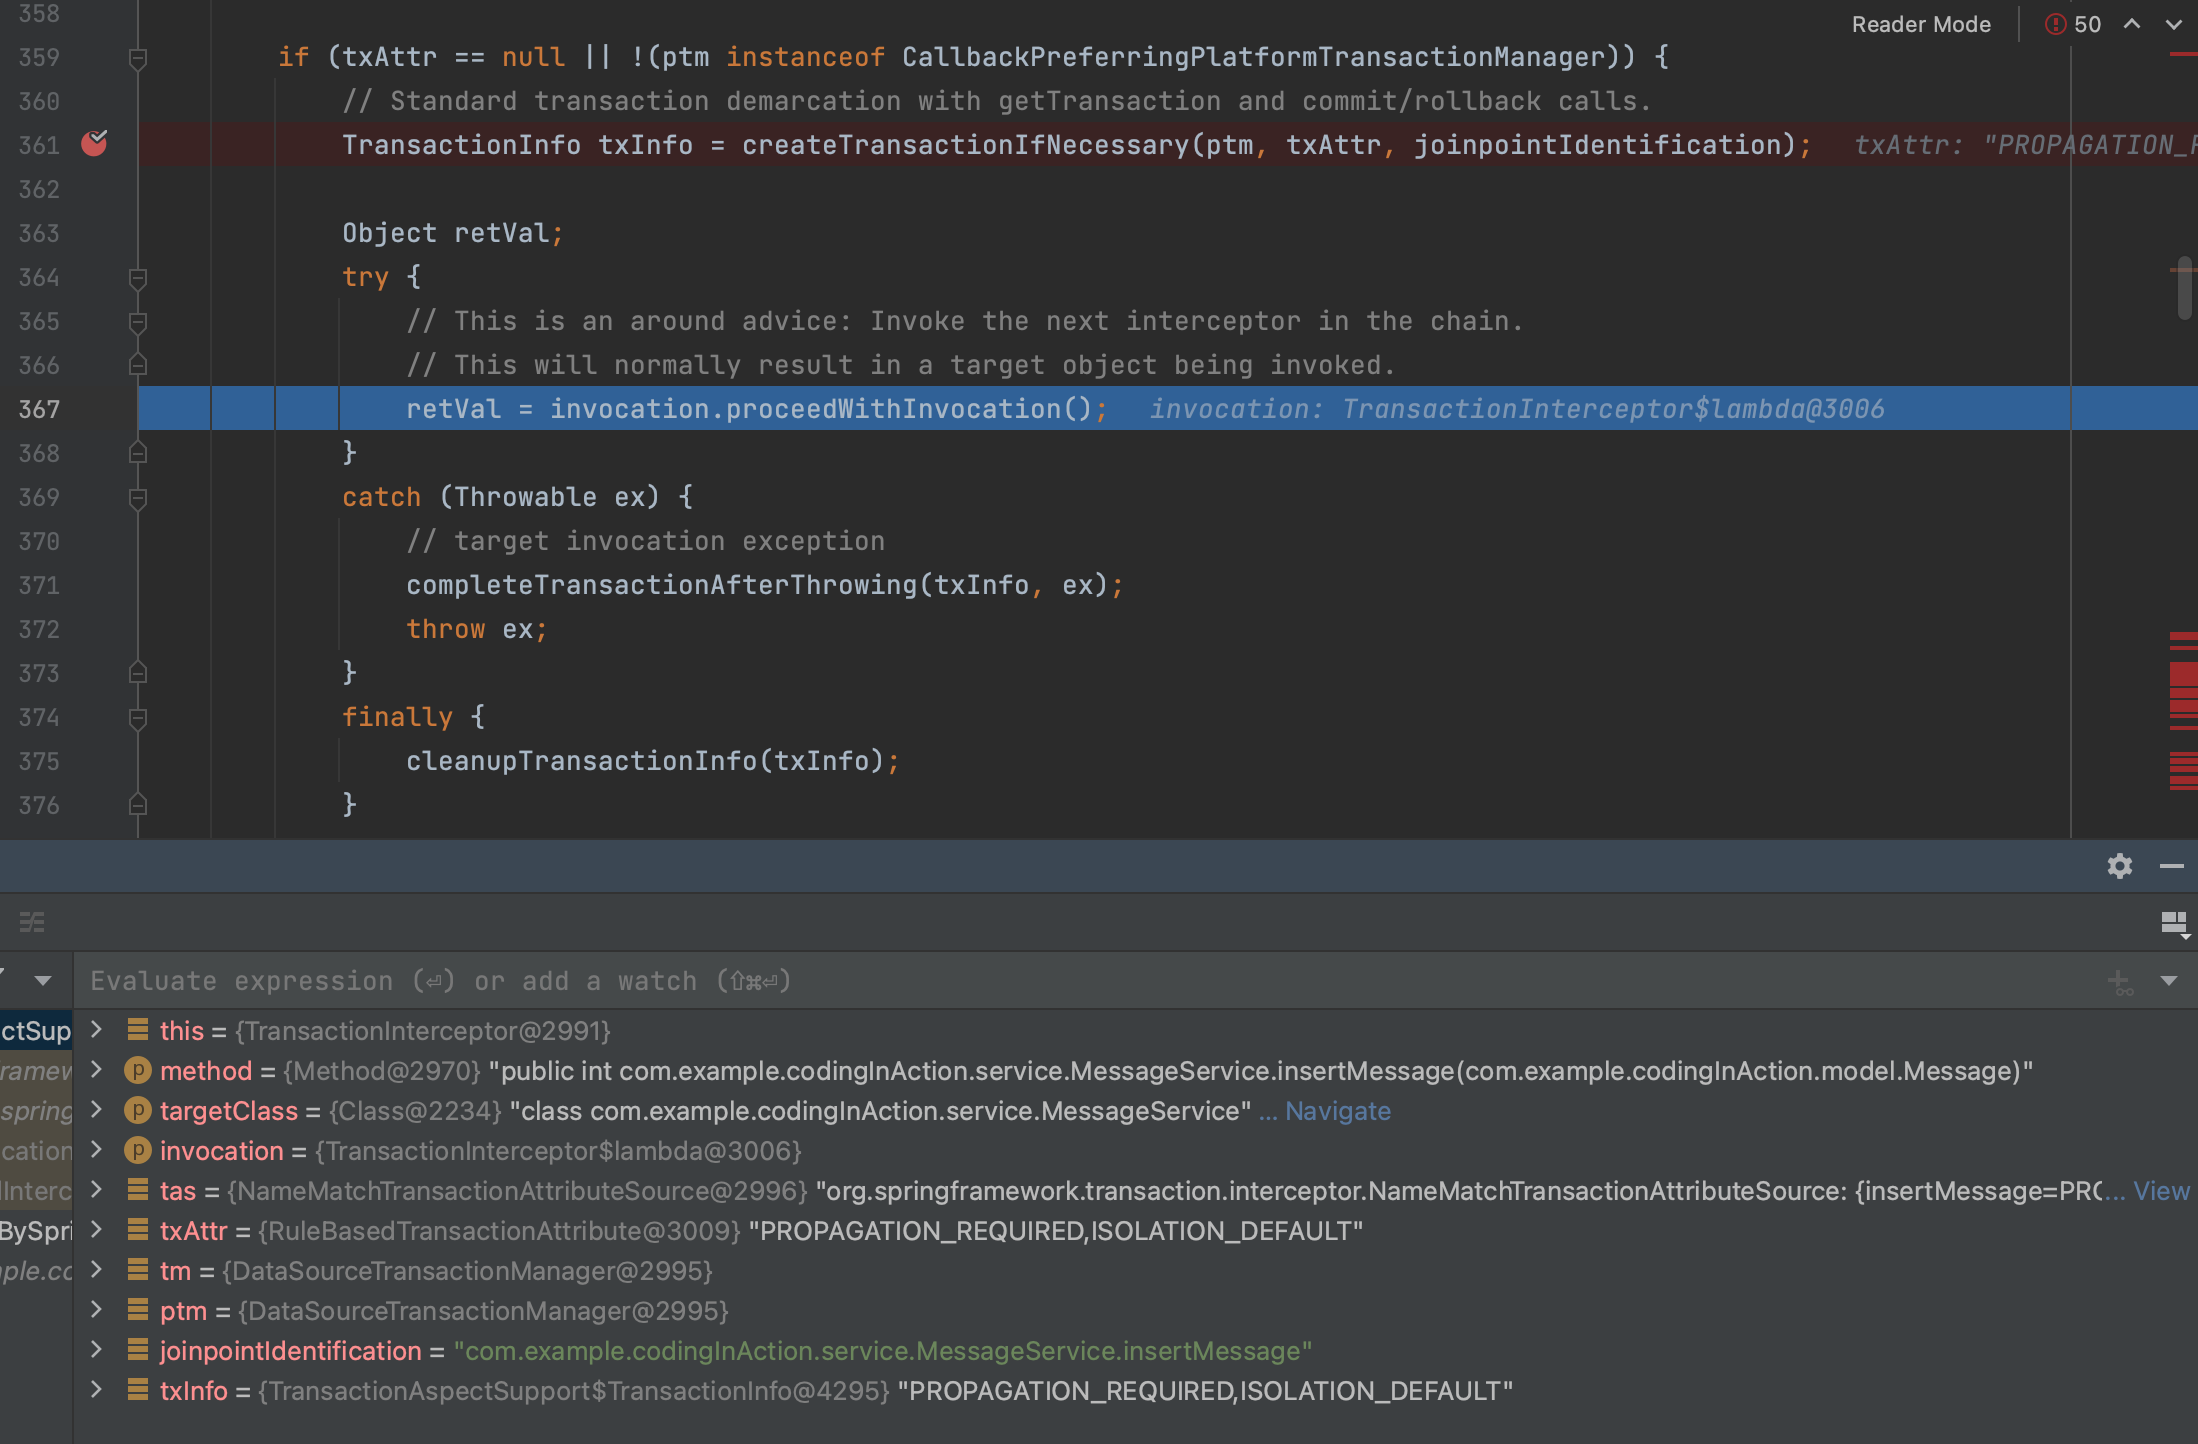 358
Reader Mode 50
359 if (txAttr == null || !(ptm instanceof CallbackPreferringPlatformTransactionManager)) {
360 // Standard transaction demarcation with getTransaction and commit/rollback calls.
361 TransactionInfo txInfo = createTransactionIfNecessary(ptm, txAttr, joinpointIdentification); txAttr: "PROPAGATION_
362
363 Object retVal;
364 try {
365 // This is an around advice: Invoke the next interceptor in the chain.
366 // This will normally result in a target object being invoked.
367 retVal = invocation.proceedWithInvocation(); invocation: TransactionInterceptor$lambda@3006
368 }
369 catch (Throwable ex) {
370 // target invocation exception
371 completeTransactionAfterThrowing(txInfo, ex);
372 throw ex;
373 }
374 finally {
375 cleanupTransactionInfo(txInfo);
376 }
Evaluate expression (⏎) or add a watch (⇧⌘⏎)
ctSup this = {TransactionInterceptor@2991}
ramew p method = {Method@2970} "public int com.example.codingInAction.service.MessageService.insertMessage(com.example.codingInAction.model.Message)"
spring p targetClass = {Class@2234} "class com.example.codingInAction.service.MessageService" ... Navigate
cation p invocation = {TransactionInterceptor$lambda@3006}
Interc tas = {NameMatchTransactionAttributeSource@2996} "org.springframework.transaction.interceptor.NameMatchTransactionAttributeSource: {insertMessage=PRO... View
BySpri txAttr = {RuleBasedTransactionAttribute@3009} "PROPAGATION_REQUIRED,ISOLATION_DEFAULT"
ple.co tm = {DataSourceTransactionManager@2995}
ptm = {DataSourceTransactionManager@2995}
joinpointIdentification = "com.example.codingInAction.service.MessageService.insertMessage"
txInfo = {TransactionAspectSupport$TransactionInfo@4295} "PROPAGATION_REQUIRED,ISOLATION_DEFAULT"